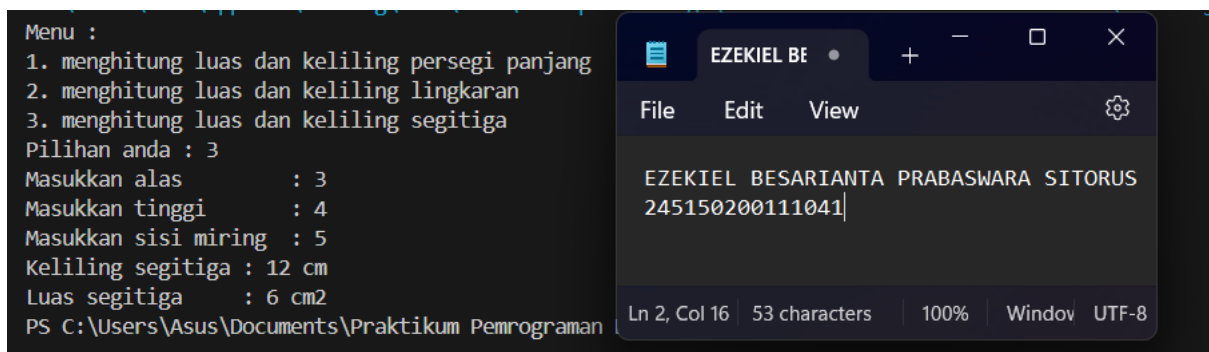 Menu :
1. menghitung luas dan keliling persegi panjang
2. menghitung luas dan keliling lingkaran
3. menghitung luas dan keliling segitiga
Pilihan anda : 3
Masukkan alas : 3
Masukkan tinggi : 4
Masukkan sisi miring : 5
Keliling segitiga : 12 cm
Luas segitiga : 6 cm2
PS C:\Users\Asus\Documents\Praktikum Pemrograman
EZEKIEL BE
File Edit View
EZEKIEL BESARIANTA PRABASWARA SITORUS
245150200111041
Ln 2, Col 16 53 characters 100% Window UTF-8